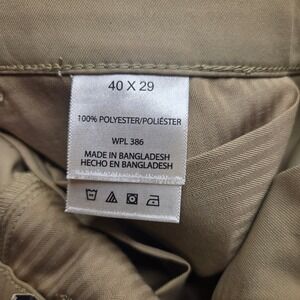 40 X 29
100% POLYESTER/POLIÉSTER
WPL 386
MADE IN BANGLADESH
HECHO EN BANGLADESH